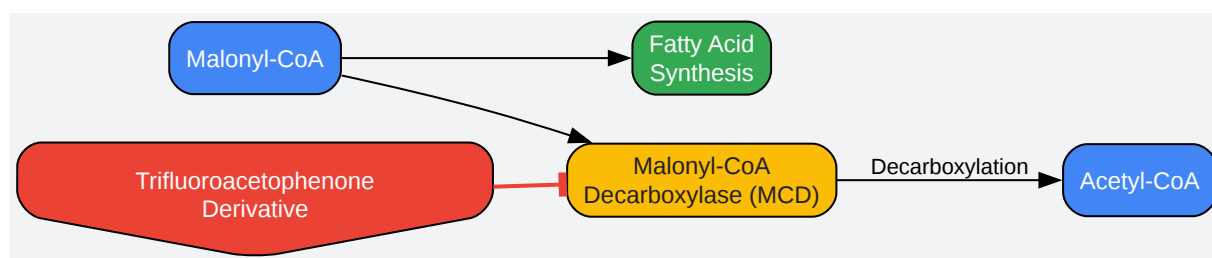 Malonyl-CoA
Fatty Acid
Synthesis
Trifluoroacetophenone
Derivative
Malonyl-CoA
Decarboxylase (MCD)
Decarboxylation
Acetyl-CoA